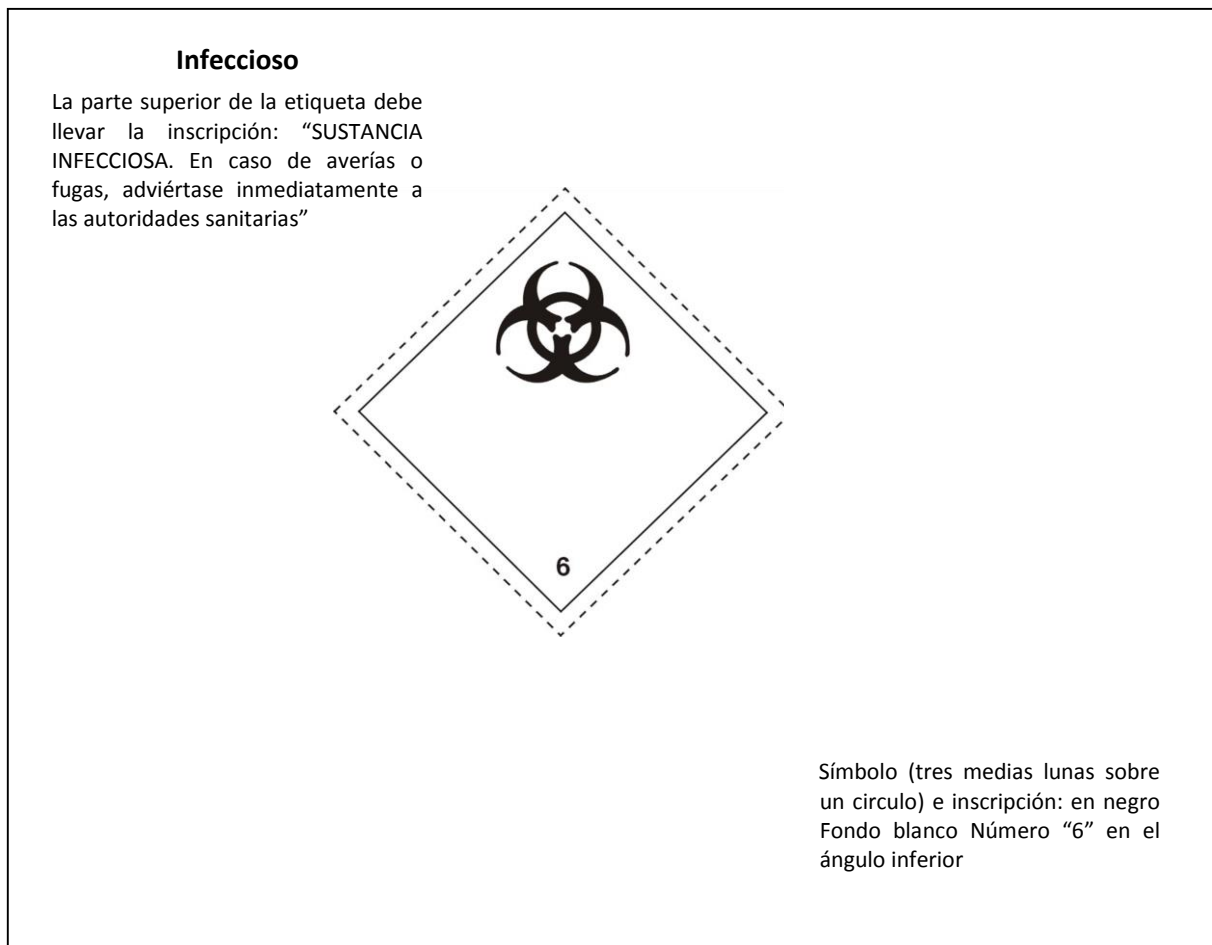 Infeccioso
La parte superior de la etiqueta debe
llevar la inscripción: “SUSTANCIA
INFECCIOSA. En caso de averías o
fugas, adviértase inmediatamente a
las autoridades sanitarias”
6
Símbolo (tres medias lunas sobre
un circulo) e inscripción: en negro
Fondo blanco Número “6” en el
ángulo inferior